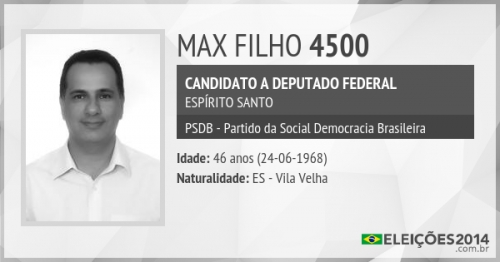 MAX FILHO 4500
CANDIDATO A DEPUTADO FEDERAL
ESPÍRITO SANTO
PSDB - Partido da Social Democracia Brasileira
Idade: 46 anos (24-06-1968)
Naturalidade: ES - Vila Velha
ELEIÇÕES2014
.com.br